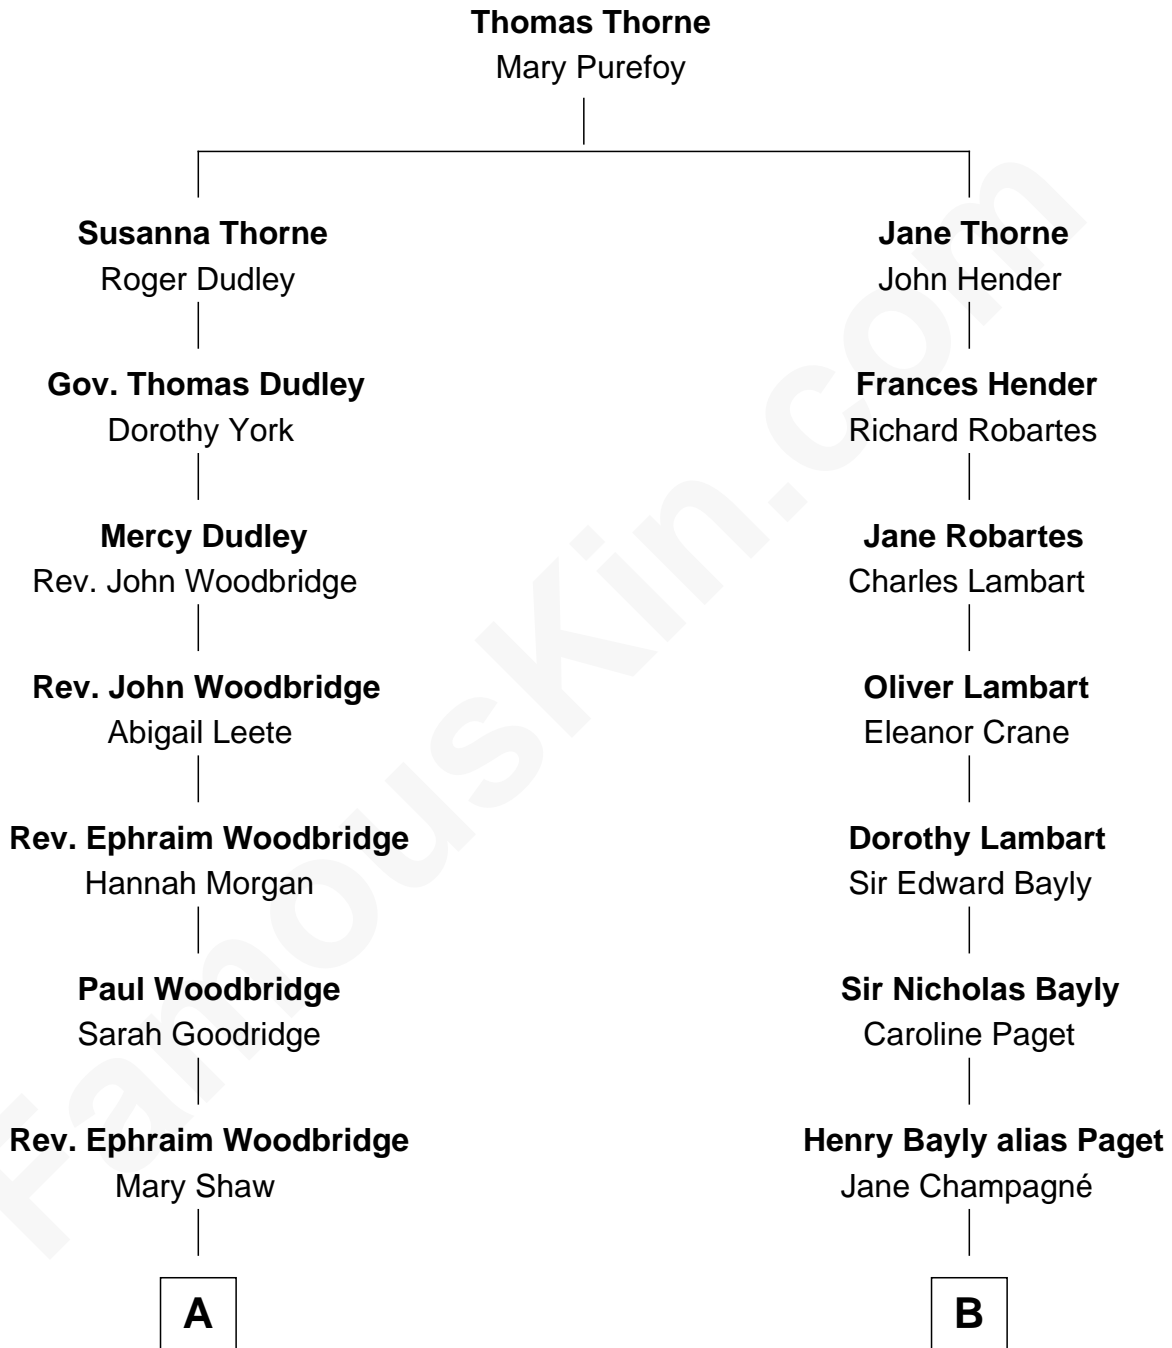 Thomas Thorne
Mary Purefoy
Susanna Thorne
Roger Dudley
Gov. Thomas Dudley
Dorothy York
Mercy Dudley
Rev. John Woodbridge
Rev. John Woodbridge
Abigail Leete
Rev. Ephraim Woodbridge
Hannah Morgan
Paul Woodbridge
Sarah Goodridge
Rev. Ephraim Woodbridge
Mary Shaw
A
Jane Thorne
John Hender
Frances Hender
Richard Robartes
Jane Robartes
Charles Lambart
Oliver Lambart
Eleanor Crane
Dorothy Lambart
Sir Edward Bayly
Sir Nicholas Bayly
Caroline Paget
Henry Bayly alias Paget
Jane Champagné
B
FamousKin.com